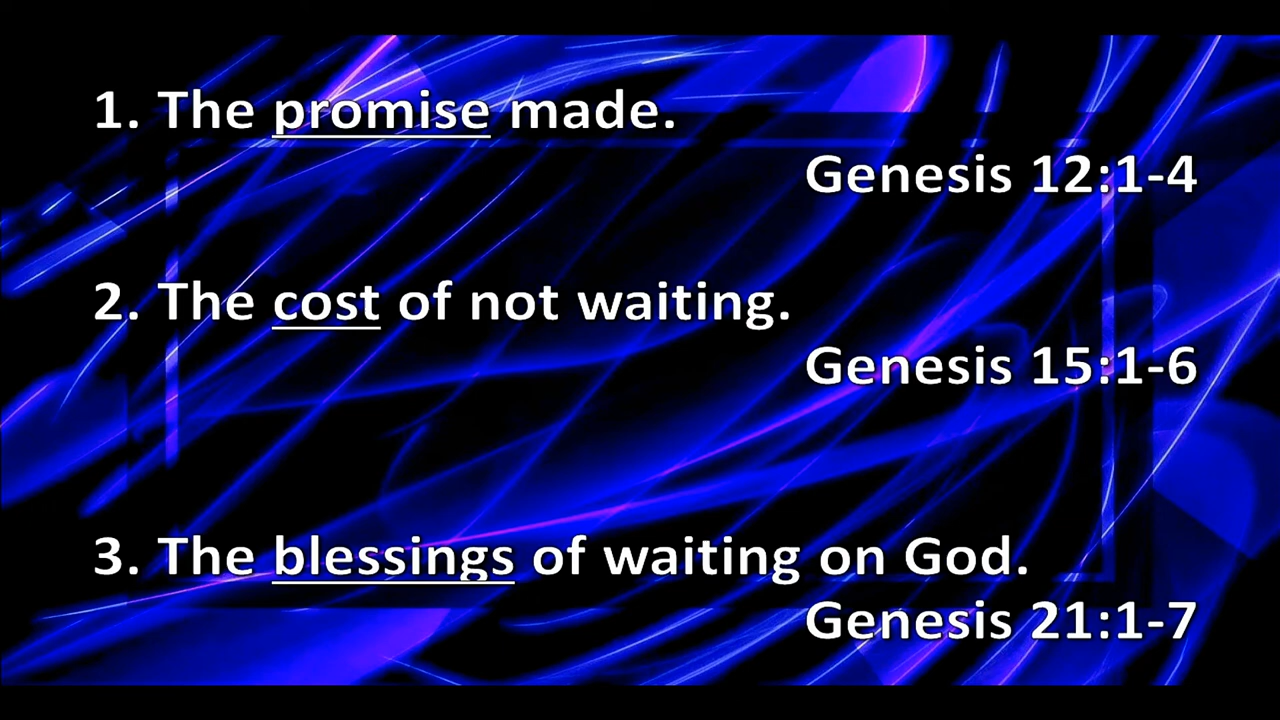 1. The promise made.
Genesis 12:1-4
2. The cost of not waiting.
Genesis 15:1-6
3. The blessings of waiting on God.
Genesis 21:1-7